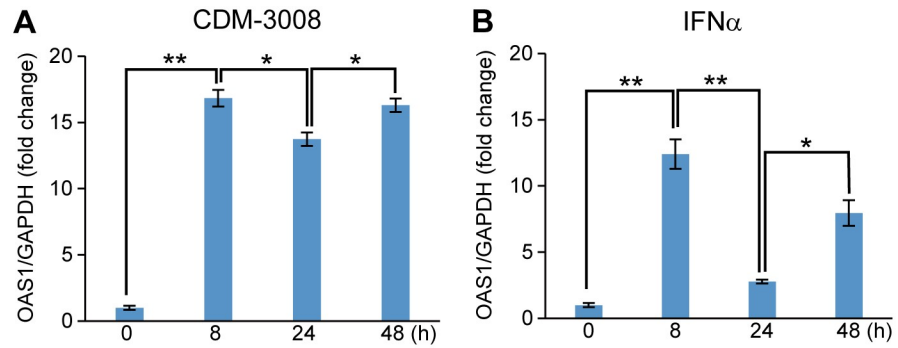 A
CDM-3008
OAS1/GAPDH (fold change)
20
15
10
5
0
**
*
*
0 8 24 48 (h)
B
IFNα
OAS1/GAPDH (fold change)
20
15
10
5
0
**
**
*
0 8 24 48 (h)